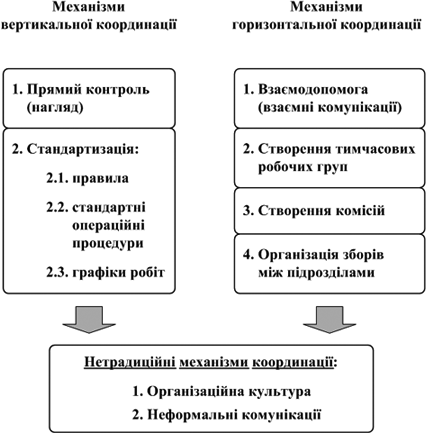 Механізми
вертикальної координації
Механізми
горизонтальної координації
1. Прямий контроль
(нагляд)
2. Стандартизація:
2.1. правила
2.2. стандартні
операційні
процедури
2.3. графіки робіт
1. Взаємодопомога
(взаємні комунікації)
2. Створення тимчасових
робочих груп
3. Створення комісій
4. Організація зборів
між підрозділами
Нетрадиційні механізми координації:
1. Організаційна культура
2. Неформальні комунікації